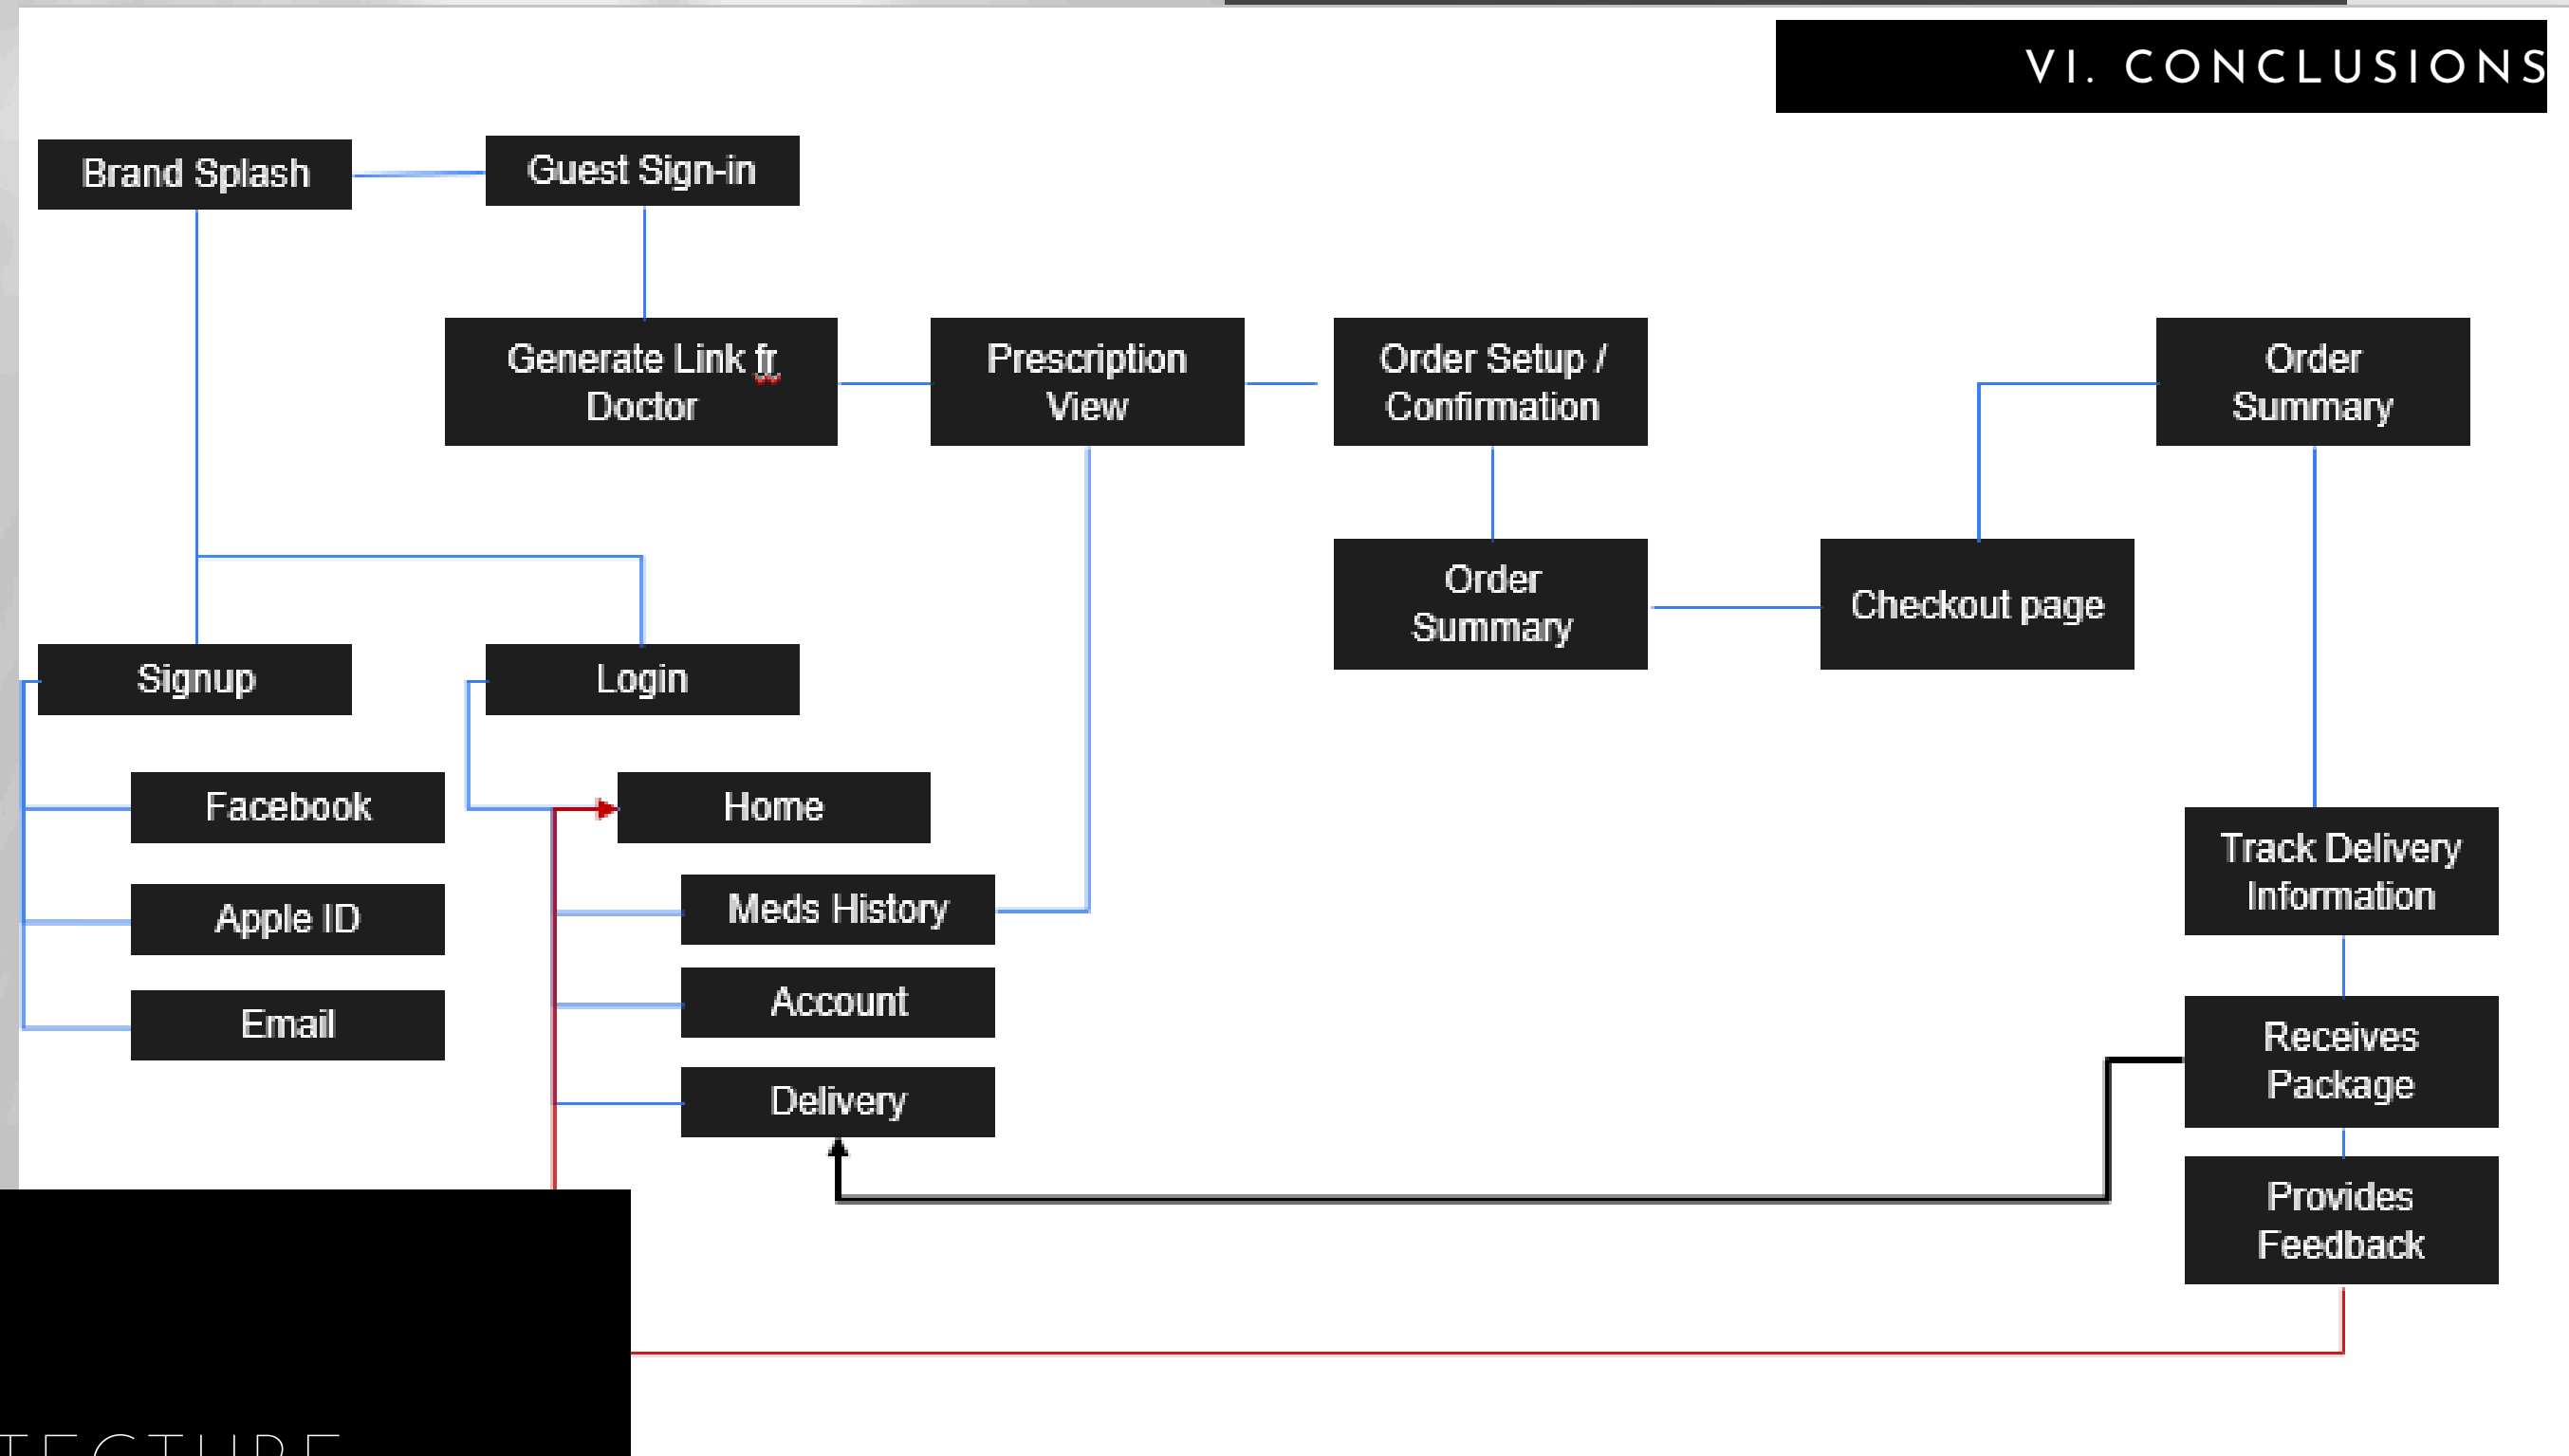 VI. CONCLUSIONS
Brand Splash
Guest Sign-in
Generate Link fr
Doctor
Prescription
View
Order Setup /
Confirmation
Order
Summary
Order
Summary
Checkout page
Signup
Login
Facebook
Home
Apple ID
Meds History
Email
Account
Delivery
Track Delivery
Information
Receives
Package
Provides
Feedback
TECTURE